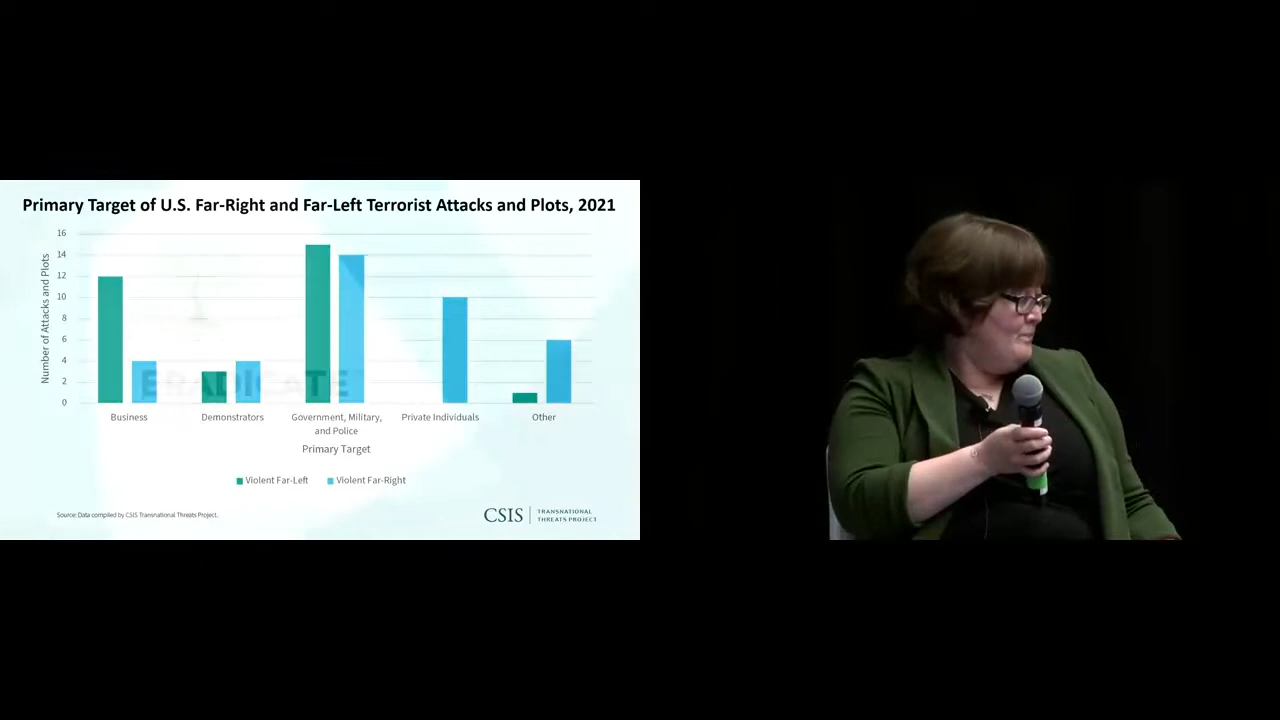 Primary Target of U.S. Far-Right and Far-Left Terrorist Attacks and Plots, 2021
Number of Attacks and Plots
16
14
12
10
8
6
4
2
0
ERADICATE
Business
Demonstrators
Government, Military,
and Police
Private Individuals
Other
Primary Target
Violent Far-Left
Violent Far-Right
Source: Data compiled by CSIS Transnational Threats Project.
CSIS
TRANSNATIONAL
THREATS PROJECT